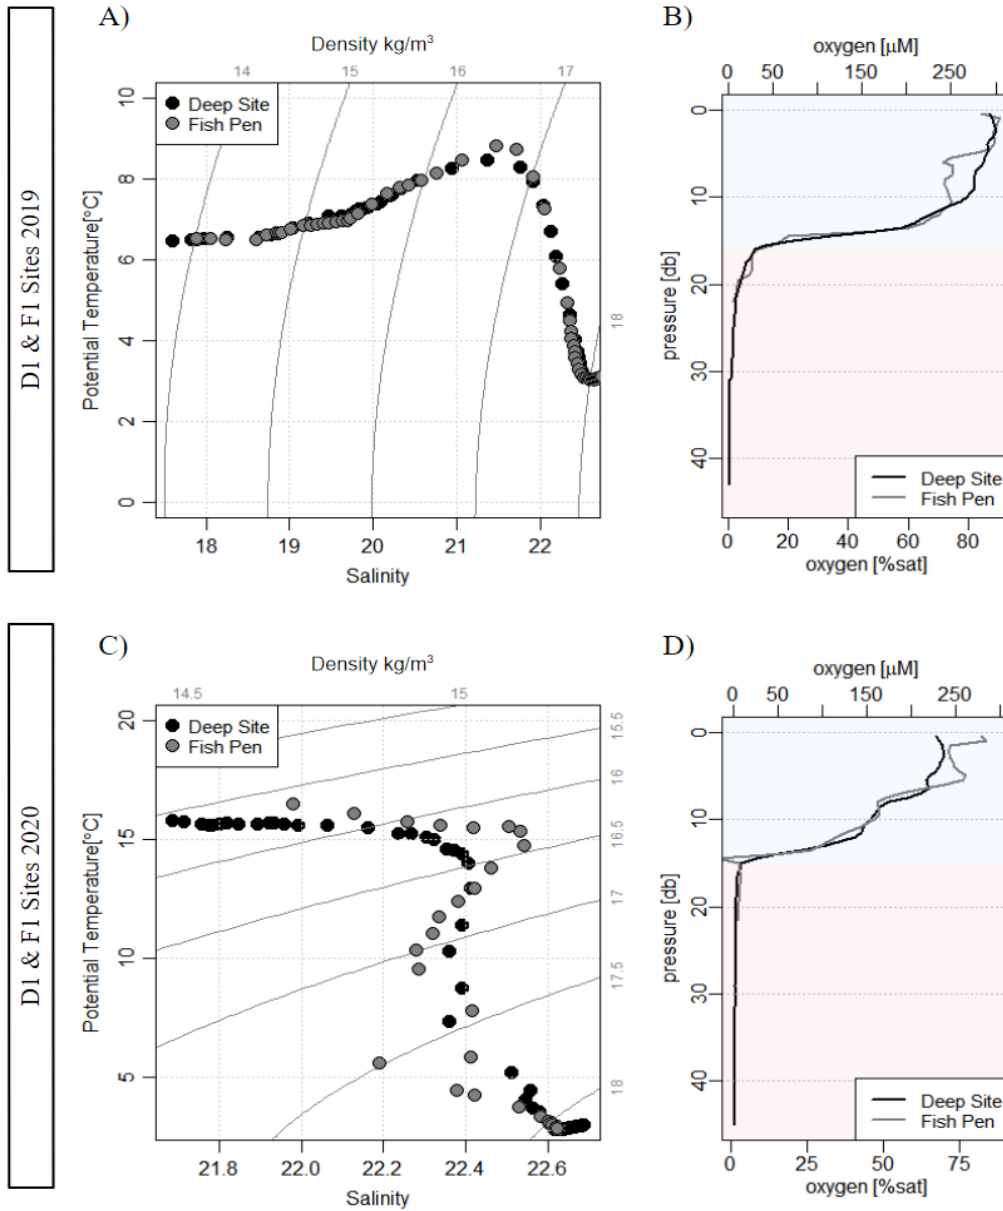 D1 & F1 Sites 2019
A)
Density kg/m³
14
15
16
17
18
Deep Site
Fish Pen
Potential Temperature[°C]
10
8
6
4
2
0
18
19
20
21
22
Salinity
B)
oxygen [µM]
0
50
150
250
pressure [db]
0
10
20
30
40
Deep Site
Fish Pen
0
20
40
60
80
oxygen [%sat]
D1 & F1 Sites 2020
C)
Density kg/m³
14.5
15
15.5
16
16.5
17
17.5
18
Deep Site
Fish Pen
Potential Temperature[°C]
20
15
10
5
21.8
22.0
22.2
22.4
22.6
Salinity
D)
oxygen [µM]
0
50
150
250
pressure [db]
0
10
20
30
40
Deep Site
Fish Pen
0
25
50
75
oxygen [%sat]